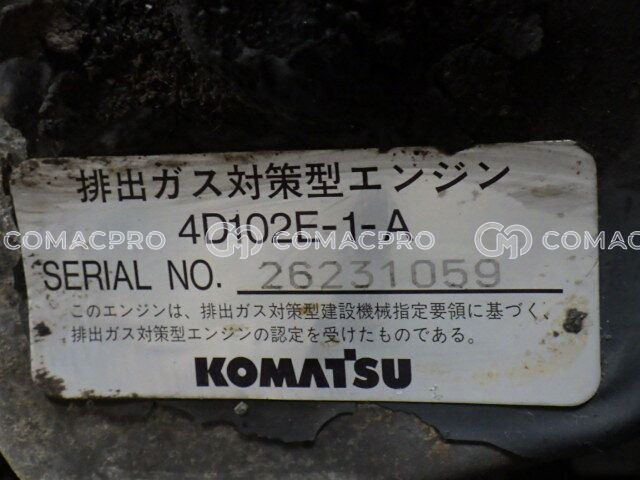 排出ガス対策型エンジン
4D102E-1-A
COMACPRO COMACPRO COMACPRO
SERIAL NO. 26231059
このエンジンは、排出ガス対策型建設機械指定要領に基づく、
排出ガス対策型エンジンの認定を受けたものである。
KOMATSU